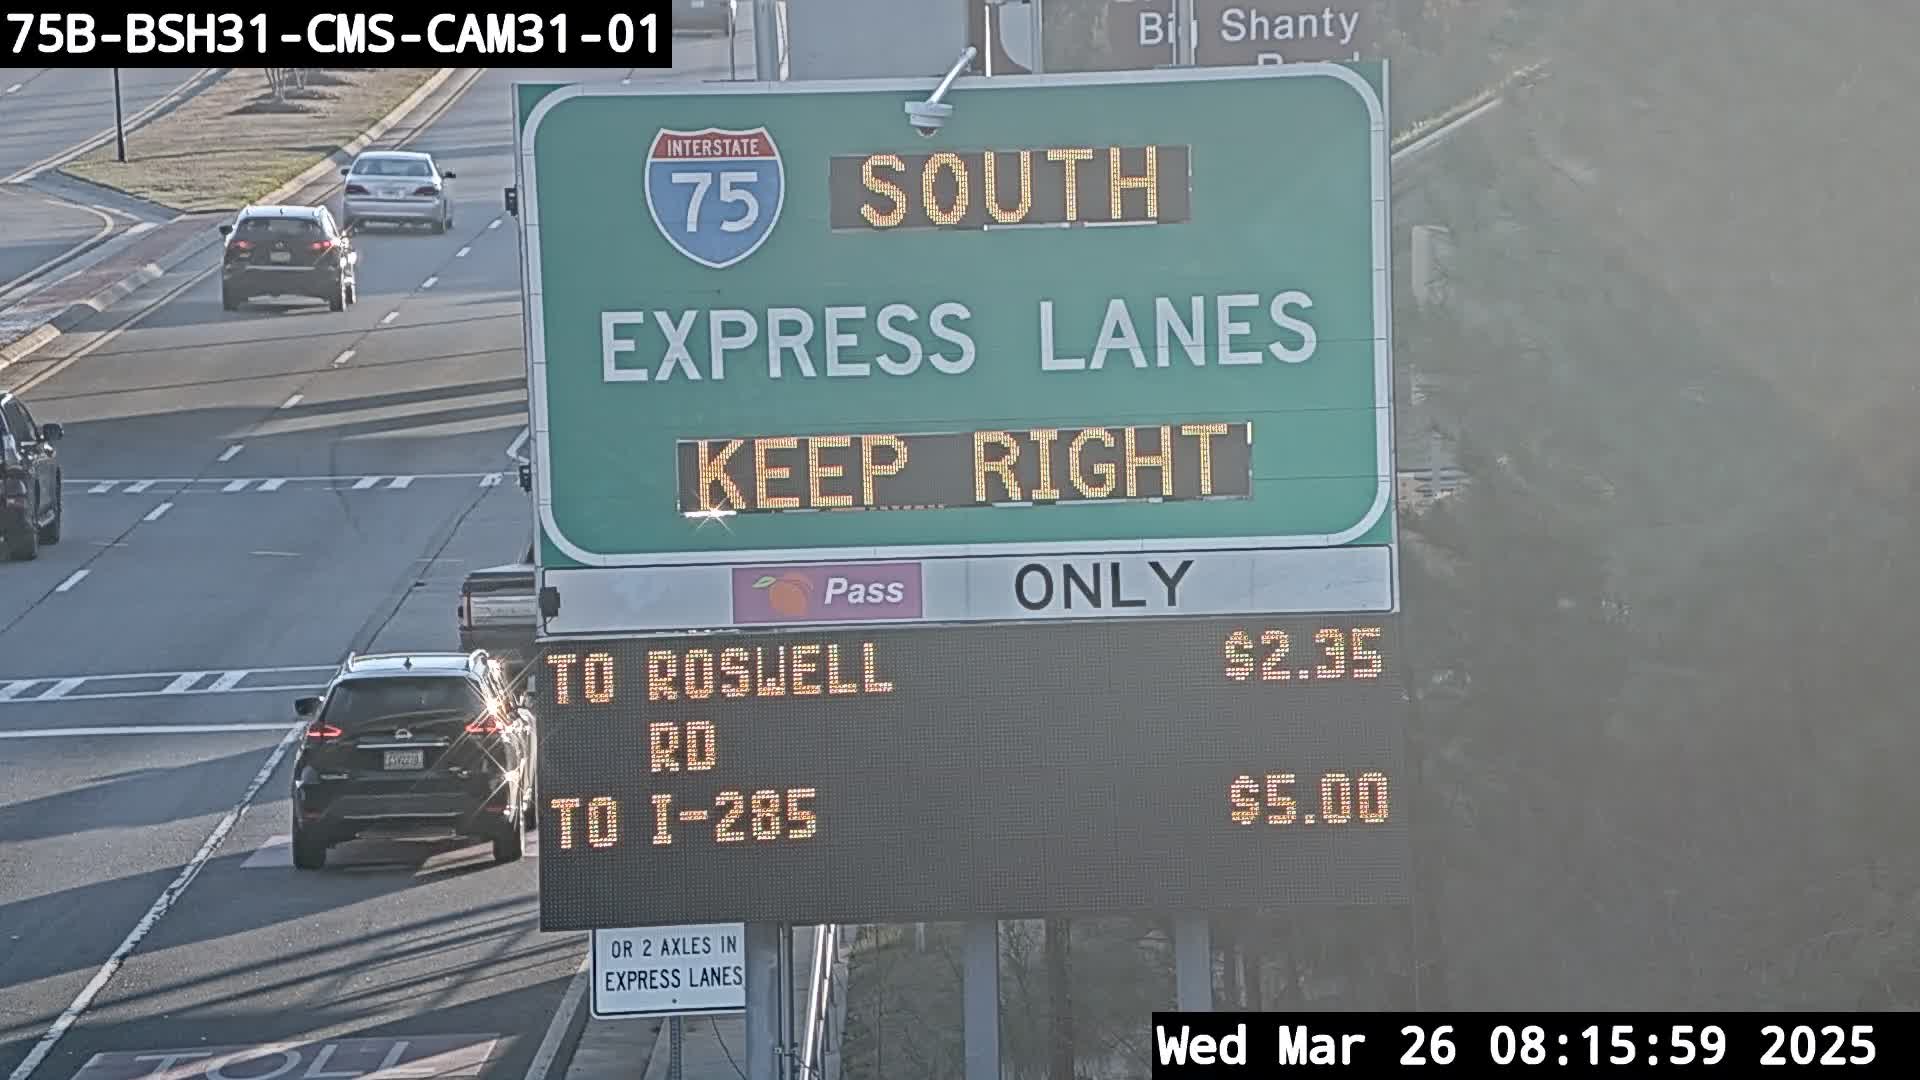 75B-BSH31-CMS-CAM31-01
Big Shanty
Road
INTERSTATE
75
SOUTH
EXPRESS LANES
KEEP RIGHT
Pass
ONLY
TO ROSWELL $2.35
RD
TO I-285 $5.00
OR 2 AXLES IN
EXPRESS LANES
TOLL
Wed Mar 26 08:15:59 2025